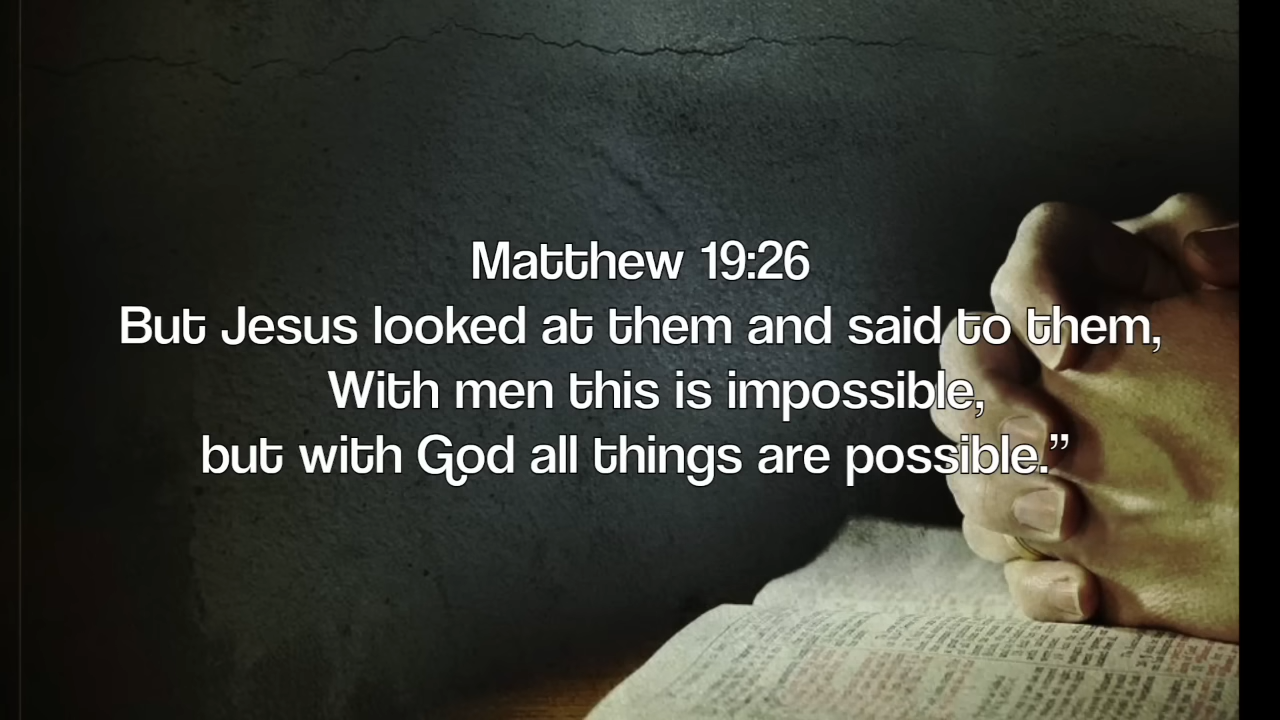 Matthew 19:26
But Jesus looked at them and said to them,
With men this is impossible,
but with God all things are possible.”